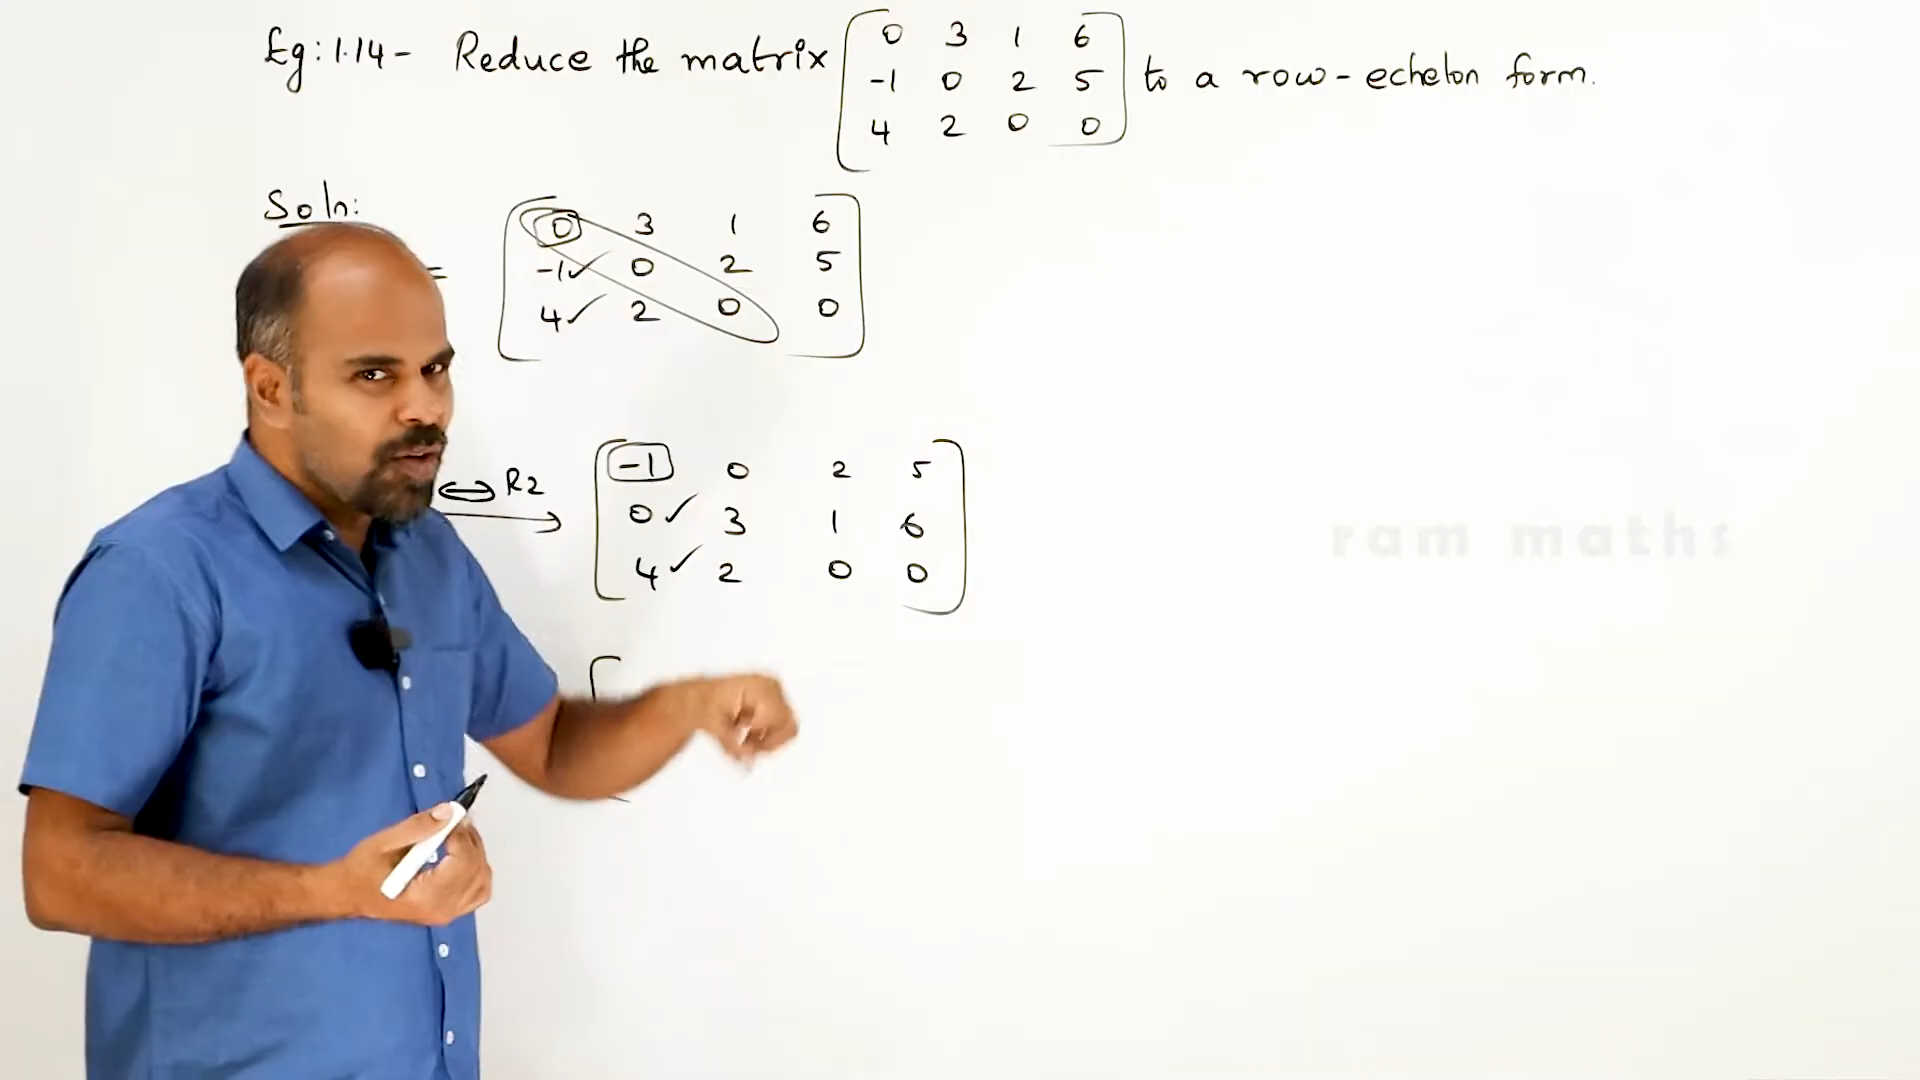 Eg: 1.14- Reduce the matrix [0 3 1 6 to a row-echelon form.
-1 0 2 5
4 2 0 0]
Soln:
= [0 3 1 6
-1✓ 0 2 5
4✓ 2 0 0]
⇔ R2 → [-1 0 2 5
0✓ 3 1 6
4✓ 2 0 0]
[
ram maths